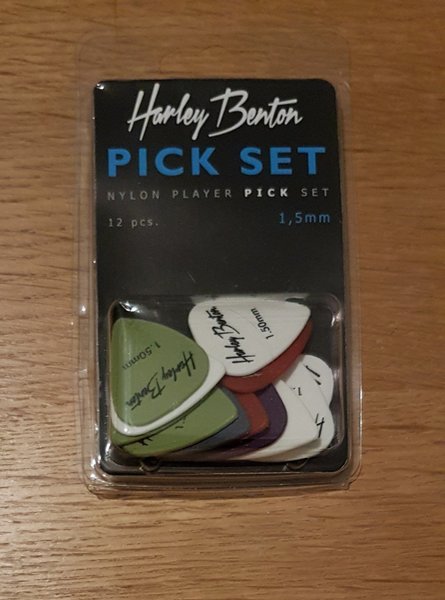 Harley Benton
PICK SET
NYLON PLAYER PICK SET
12 pcs.
1,5mm
1.50mm
Harley Benton
Harley Benton
1.50mm